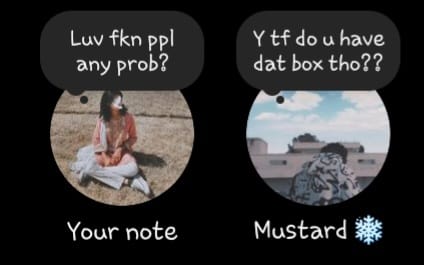 Luv fkn ppl
any prob?
Y tf do u have
dat box tho??
Your note
Mustard ❄️